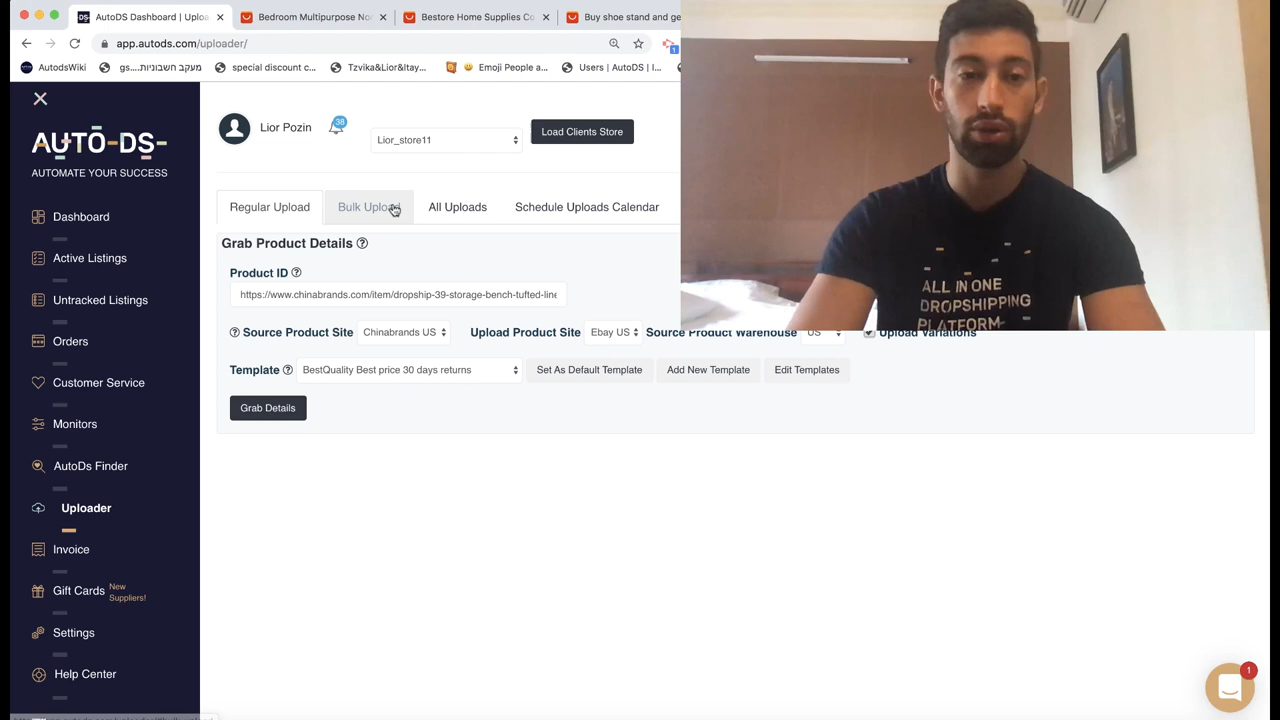 AutoDS Dashboard | Uploa
Bedroom Multipurpose No
Bestore Home Supplies Co
Buy shoe stand and ge
app.autods.com/uploader/
AutodsWiki
gs....מעקב חשבוניות
special discount c...
Tzvika&Lior&Itay...
Emoji People a...
Users | AutoDS | I...
AUTO-DS-
AUTOMATE YOUR SUCCESS
Dashboard
Active Listings
Untracked Listings
Orders
Customer Service
Monitors
AutoDs Finder
Uploader
Invoice
Gift Cards New Suppliers!
Settings
Help Center
Lior Pozin
38
Lior_store11
Load Clients Store
Regular Upload
Bulk Upload
All Uploads
Schedule Uploads Calendar
Grab Product Details
Product ID
https://www.chinabrands.com/item/dropship-39-storage-bench-tufted-line
Source Product Site Chinabrands US Upload Product Site Ebay US Source Product Warehouse US Upload Variations
Template BestQuality Best price 30 days returns Set As Default Template Add New Template Edit Templates
Grab Details
ALL IN ONE
DROPSHIPPING
PLATFORM
1